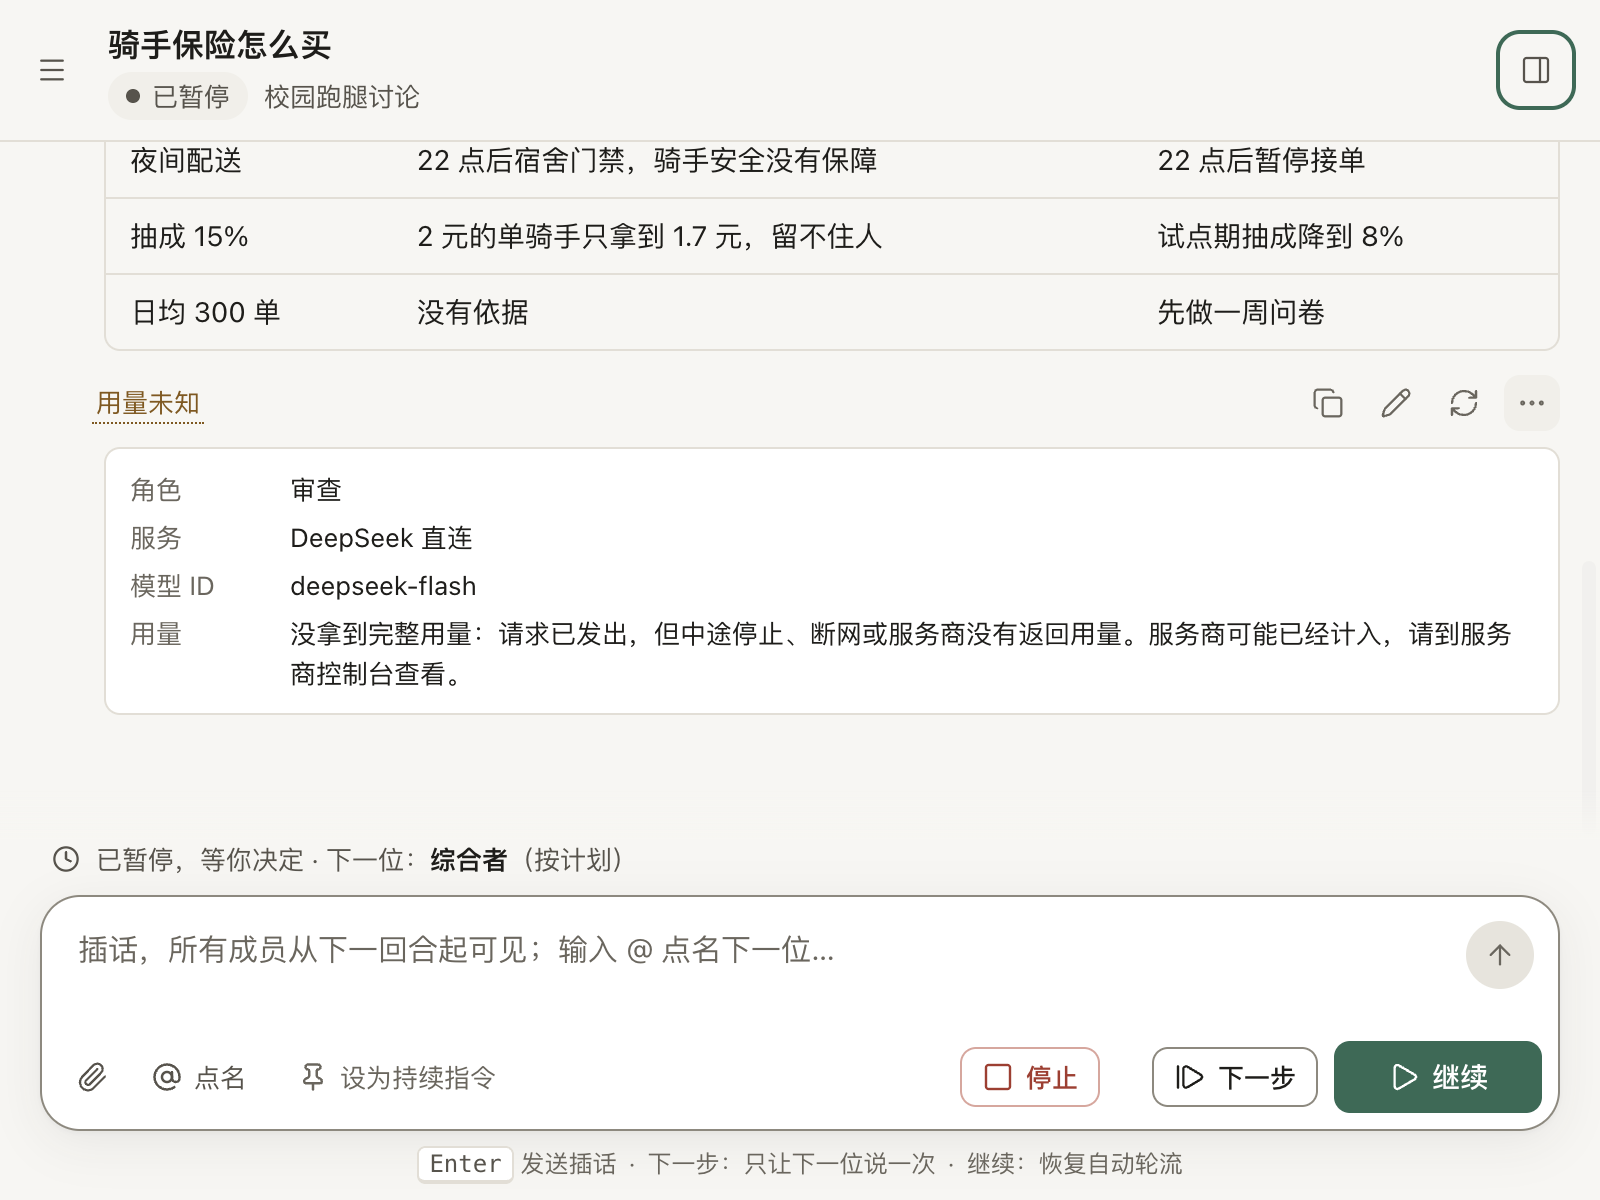 骑手保险怎么买
已暂停 校园跑腿讨论
夜间配送 22 点后宿舍门禁，骑手安全没有保障 22 点后暂停接单
抽成 15% 2 元的单骑手只拿到 1.7 元，留不住人 试点期抽成降到 8%
日均 300 单 没有依据 先做一周问卷
用量未知
角色 审查
服务 DeepSeek 直连
模型 ID deepseek-flash
用量 没拿到完整用量：请求已发出，但中途停止、断网或服务商没有返回用量。服务商可能已经计入，请到服务
商控制台查看。
已暂停，等你决定 · 下一位：综合者（按计划）
插话，所有成员从下一回合起可见；输入 @ 点名下一位...
点名 设为持续指令 停止 下一步 继续
Enter 发送插话 · 下一步：只让下一位说一次 · 继续：恢复自动轮流